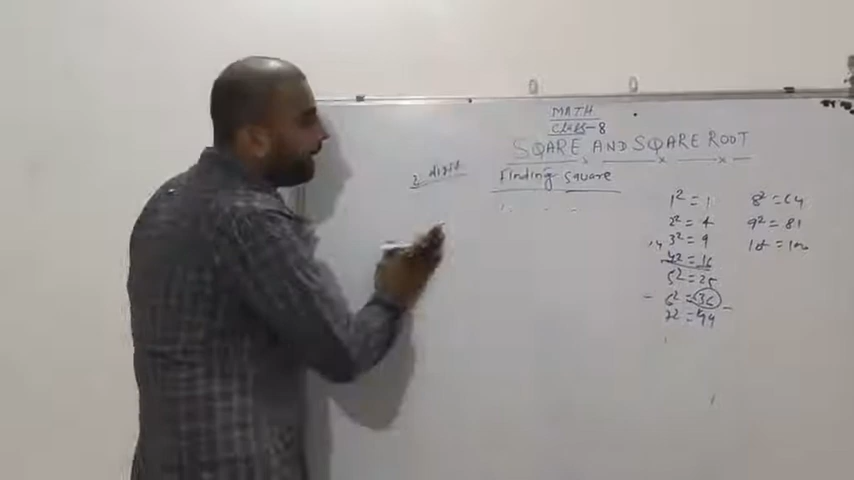 MATH
Class-8
SQARE AND SQARE ROOT
2 digit
Finding square
1² = 1
2² = 4
3² = 9
4² = 16
5² = 25
6² = 36
7² = 49
8² = 64
9² = 81
10² = 100